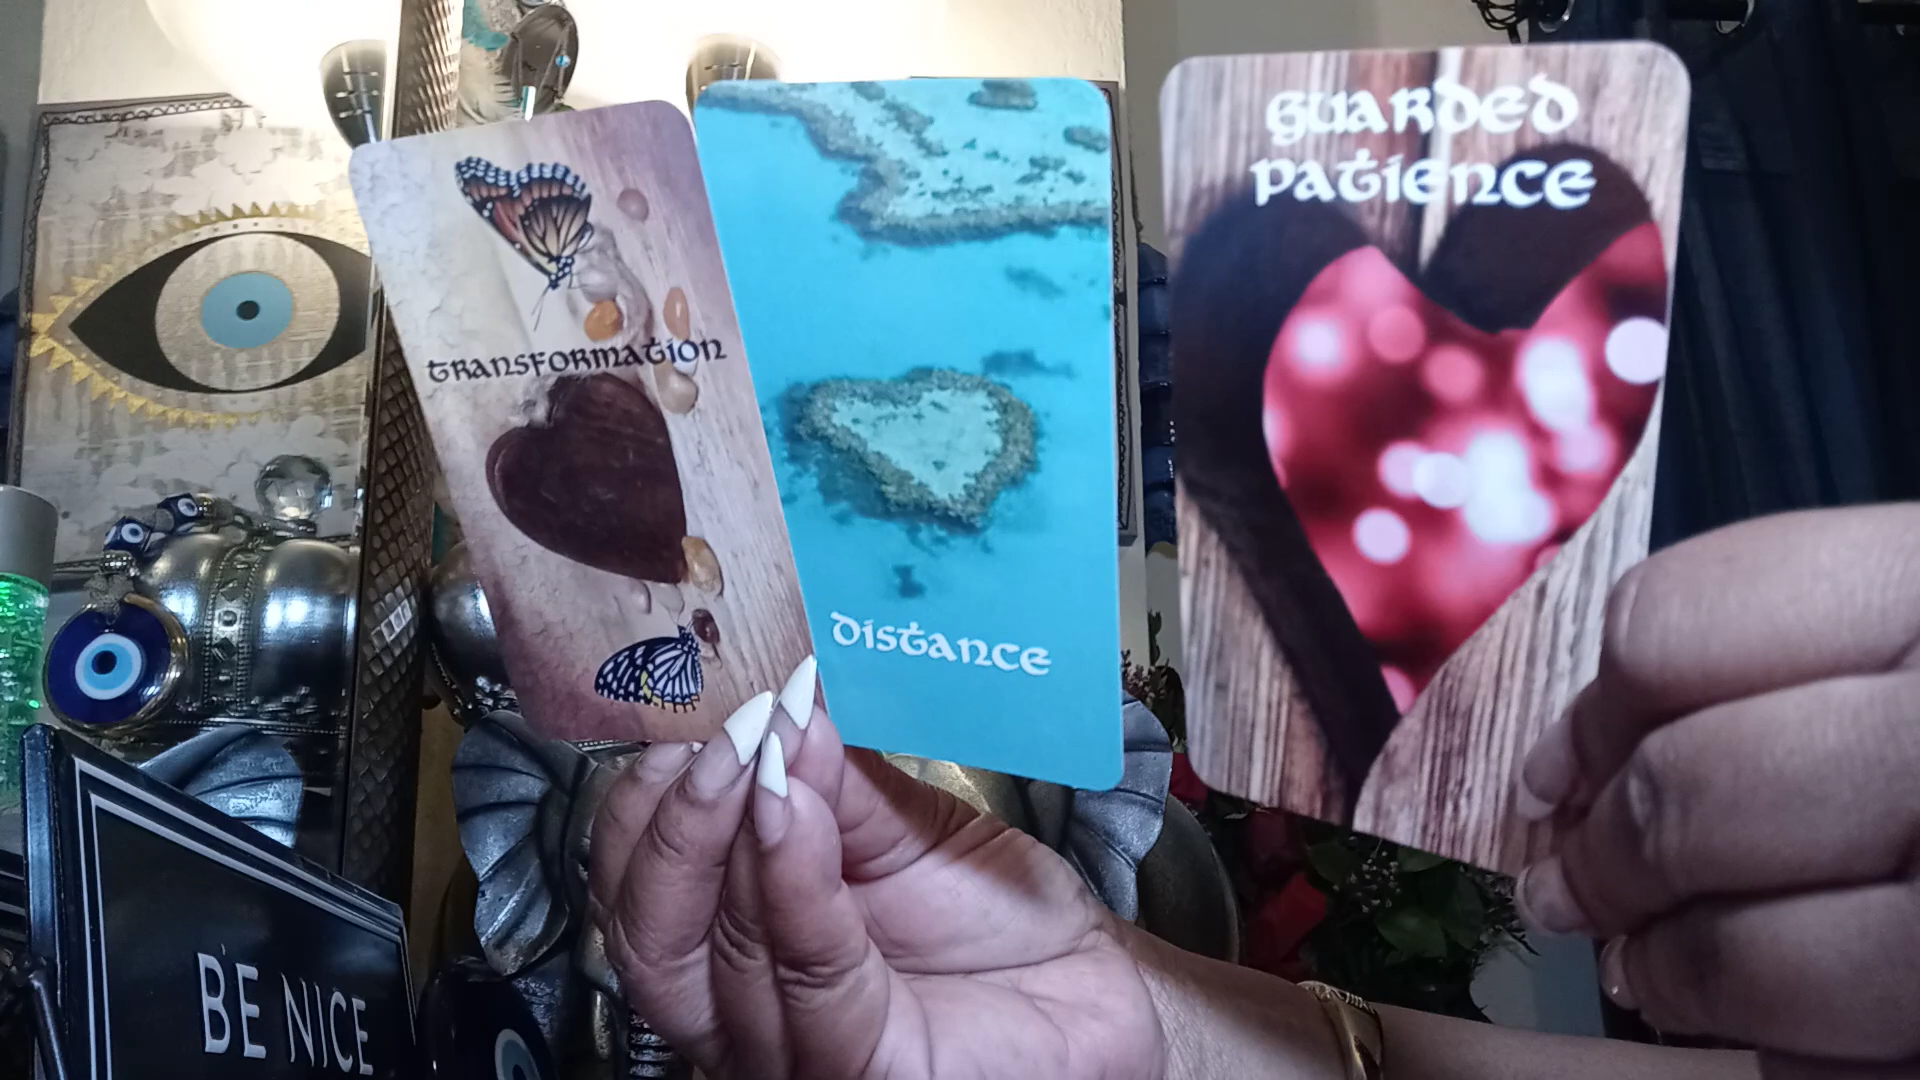 TRANSFORMATION
DISTANCE
GUARDED
PATIENCE
BE NICE